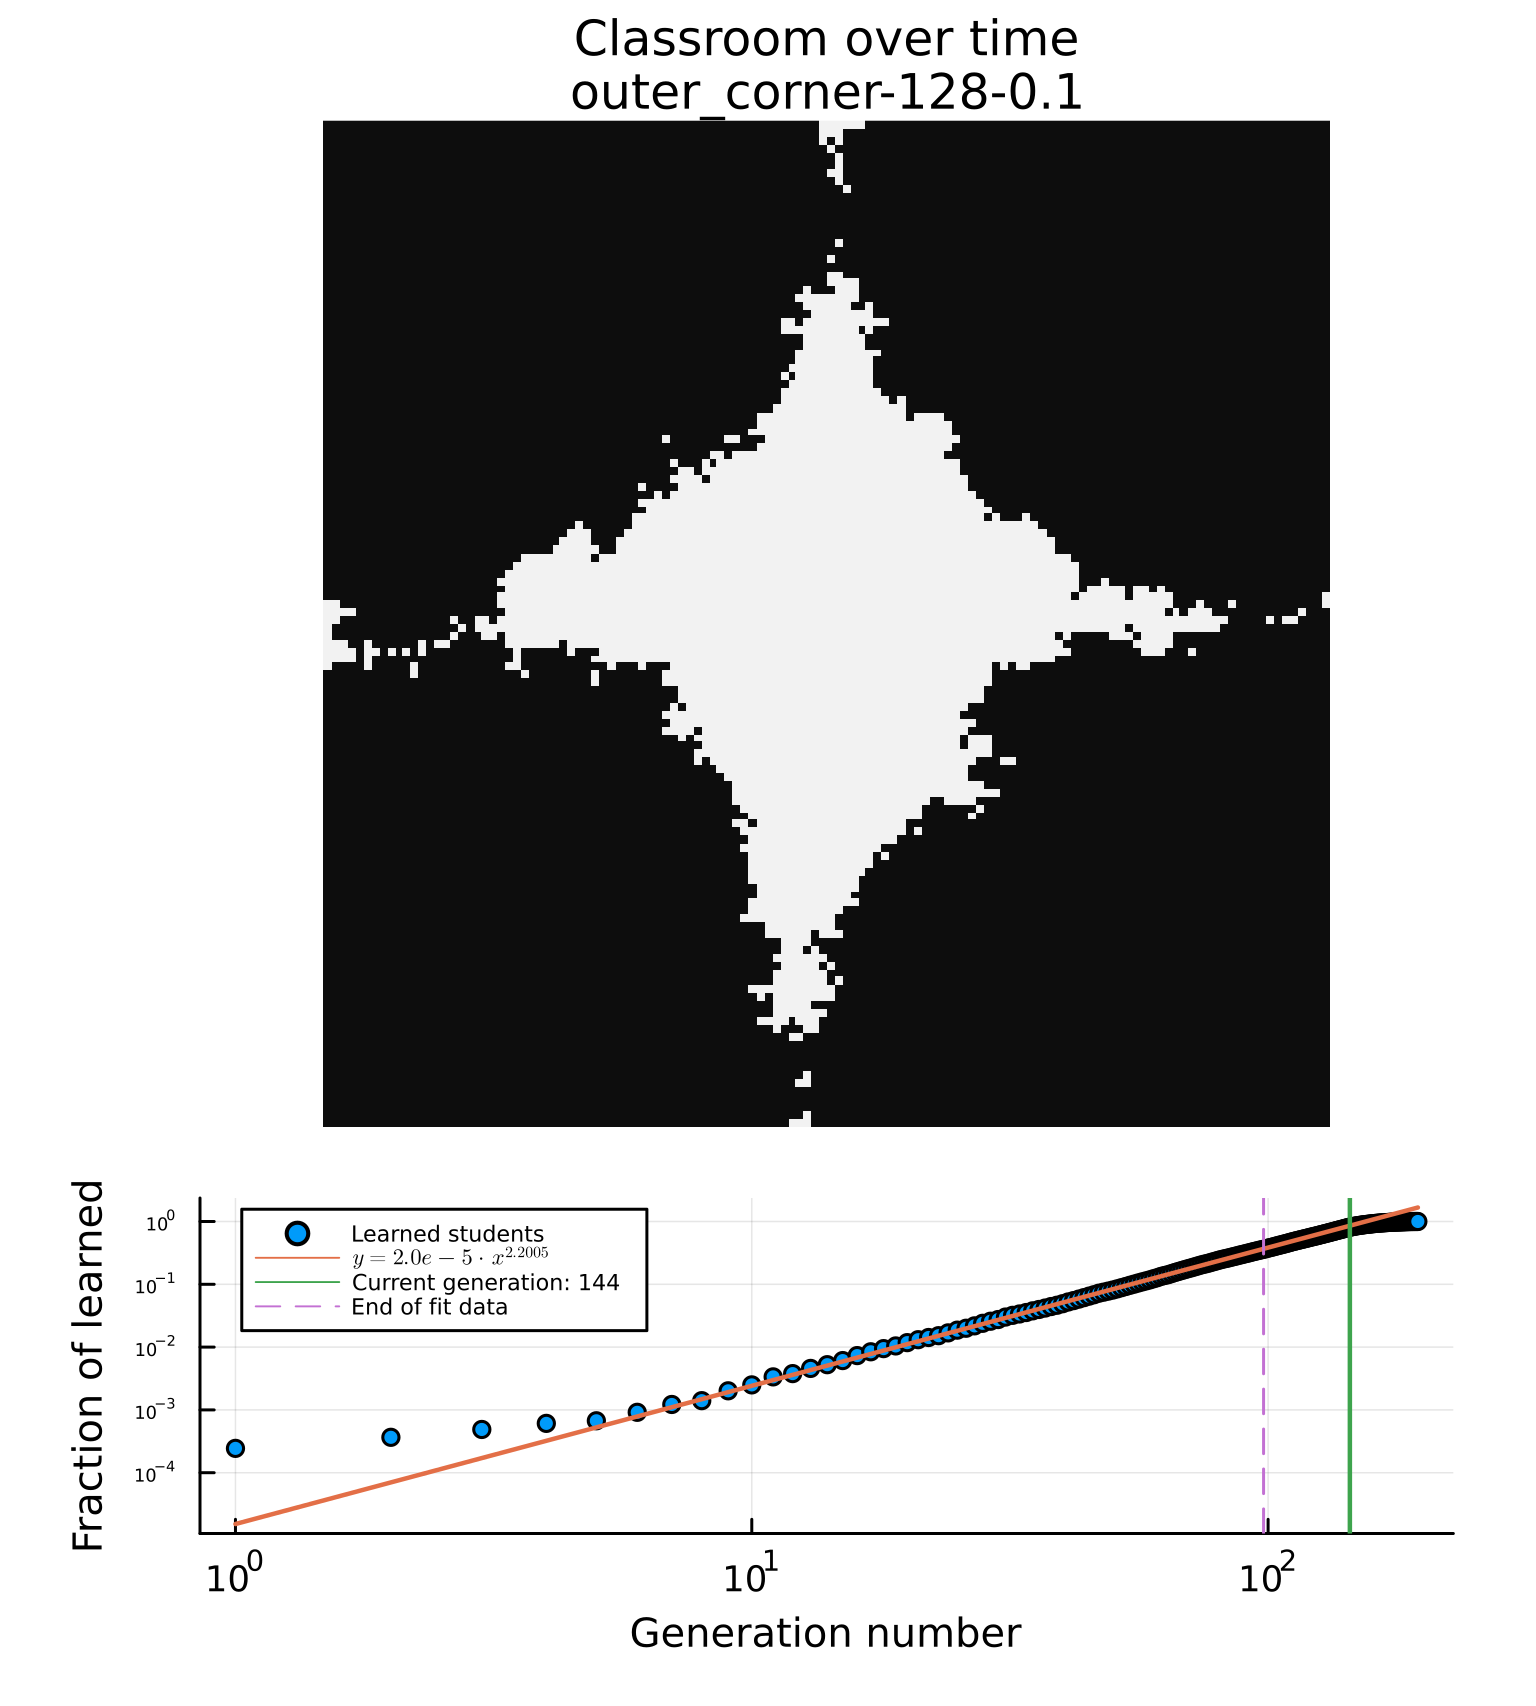 Classroom over time
outer_corner-128-0.1
Fraction of learned
10^0
10^-1
10^-2
10^-3
10^-4
Learned students
y = 2.0e − 5 · x^2.2005
Current generation: 144
End of fit data
10^0 10^1 10^2
Generation number